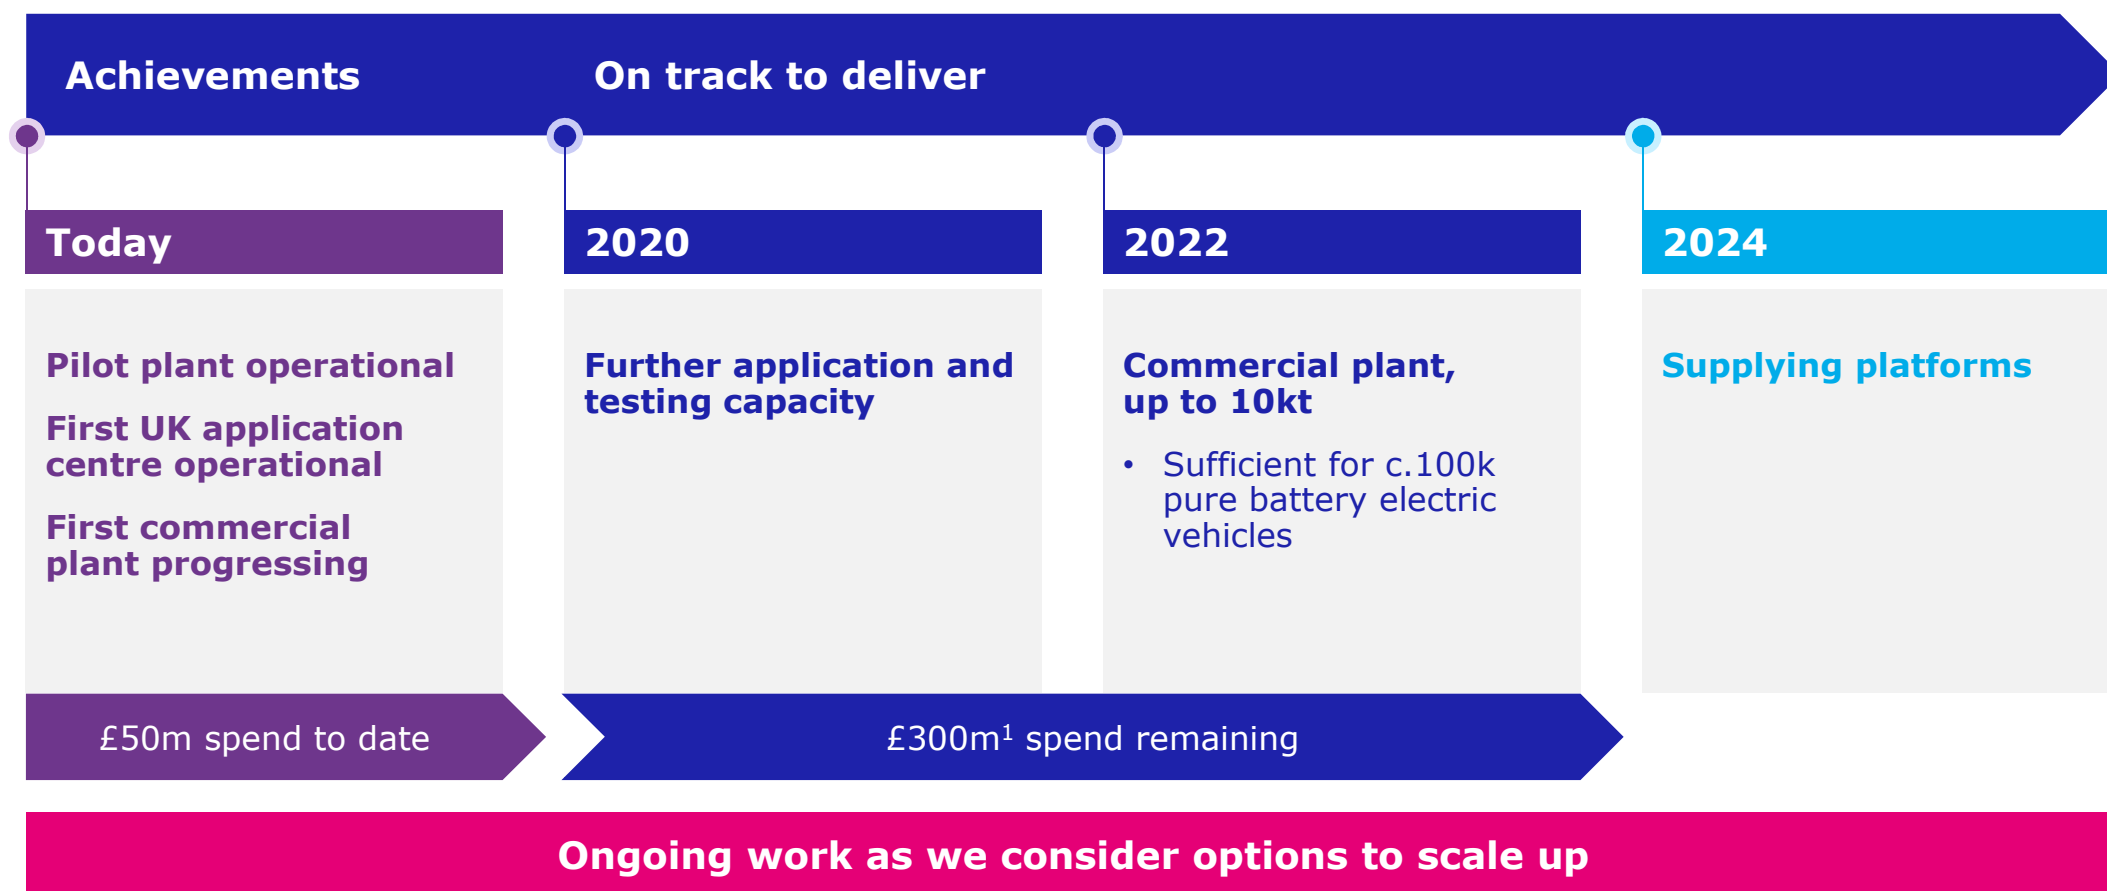 Achievements
On track to deliver
Today
Pilot plant operational
First UK application
centre operational
First commercial
plant progressing
2020
Further application and
testing capacity
2022
Commercial plant,
up to 10kt
• Sufficient for c.100k
pure battery electric
vehicles
2024
Supplying platforms
£50m spend to date
£300m¹ spend remaining
Ongoing work as we consider options to scale up